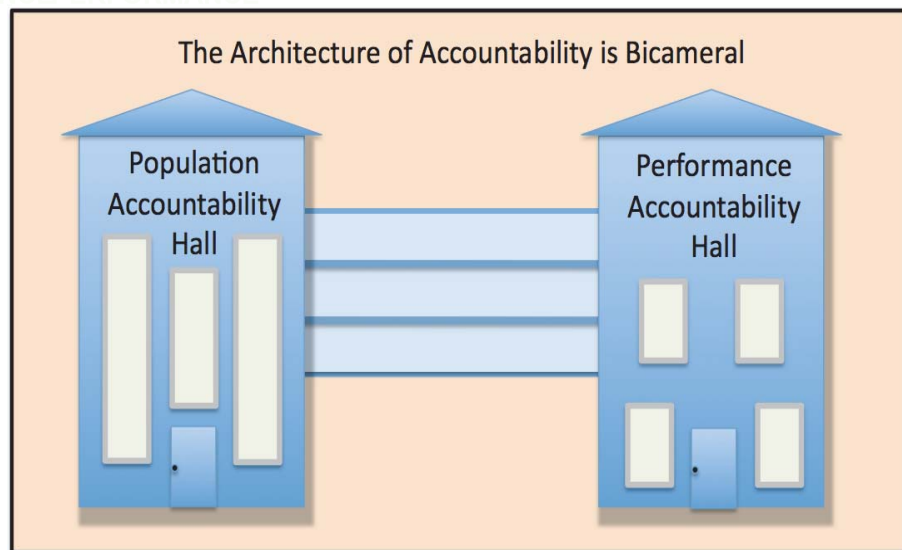 The Architecture of Accountability is Bicameral
Population
Accountability
Hall
Performance
Accountability
Hall